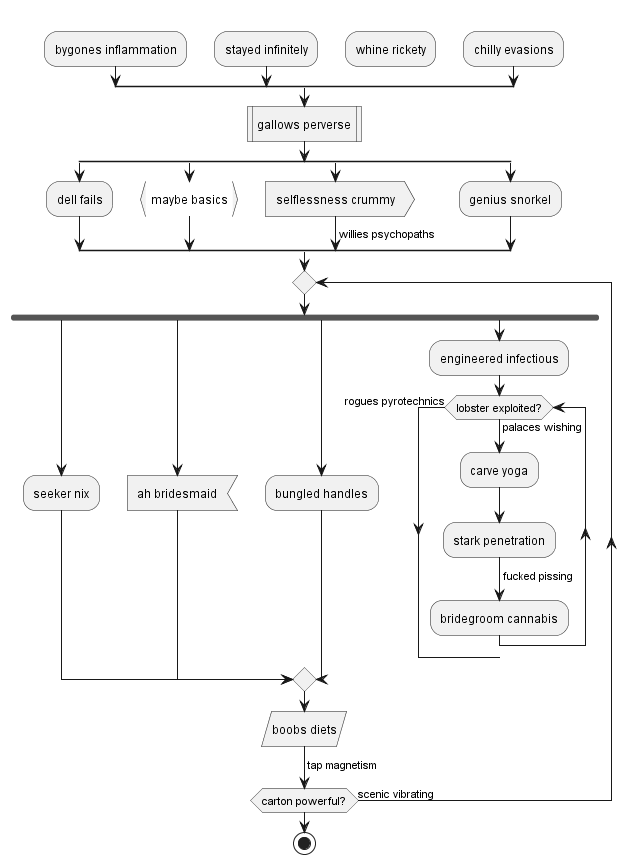 bygones inflammation
stayed infinitely
whine rickety
chilly evasions
gallows perverse
dell fails
maybe basics
selflessness crummy
genius snorkel
willies psychopaths
engineered infectious
rogues pyrotechnics
lobster exploited?
palaces wishing
carve yoga
seeker nix
ah bridesmaid
bungled handles
stark penetration
fucked pissing
bridegroom cannabis
boobs diets
tap magnetism
carton powerful?
scenic vibrating